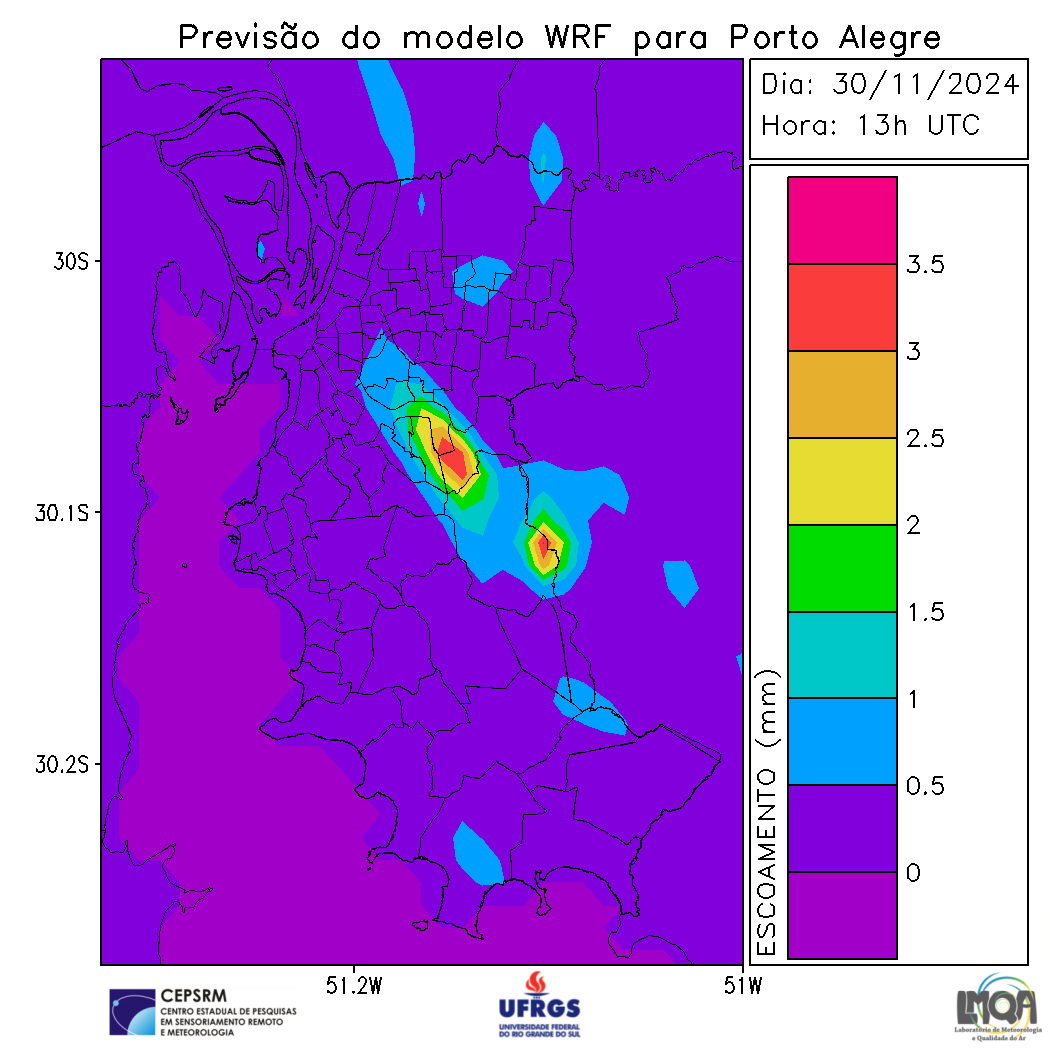 Previsão do modelo WRF para Porto Alegre
Dia: 30/11/2024
Hora: 13h UTC
30S
30.1S
30.2S
51.2W
51W
ESCOAMENTO (mm)
3.5
3
2.5
2
1.5
1
0.5
0
CEPSRM
CENTRO ESTADUAL DE PESQUISAS
EM SENSORIAMENTO REMOTO
E METEOROLOGIA
UFRGS
UNIVERSIDADE FEDERAL
DO RIO GRANDE DO SUL
LMQA
Laboratório de Meteorologia
e Qualidade do Ar